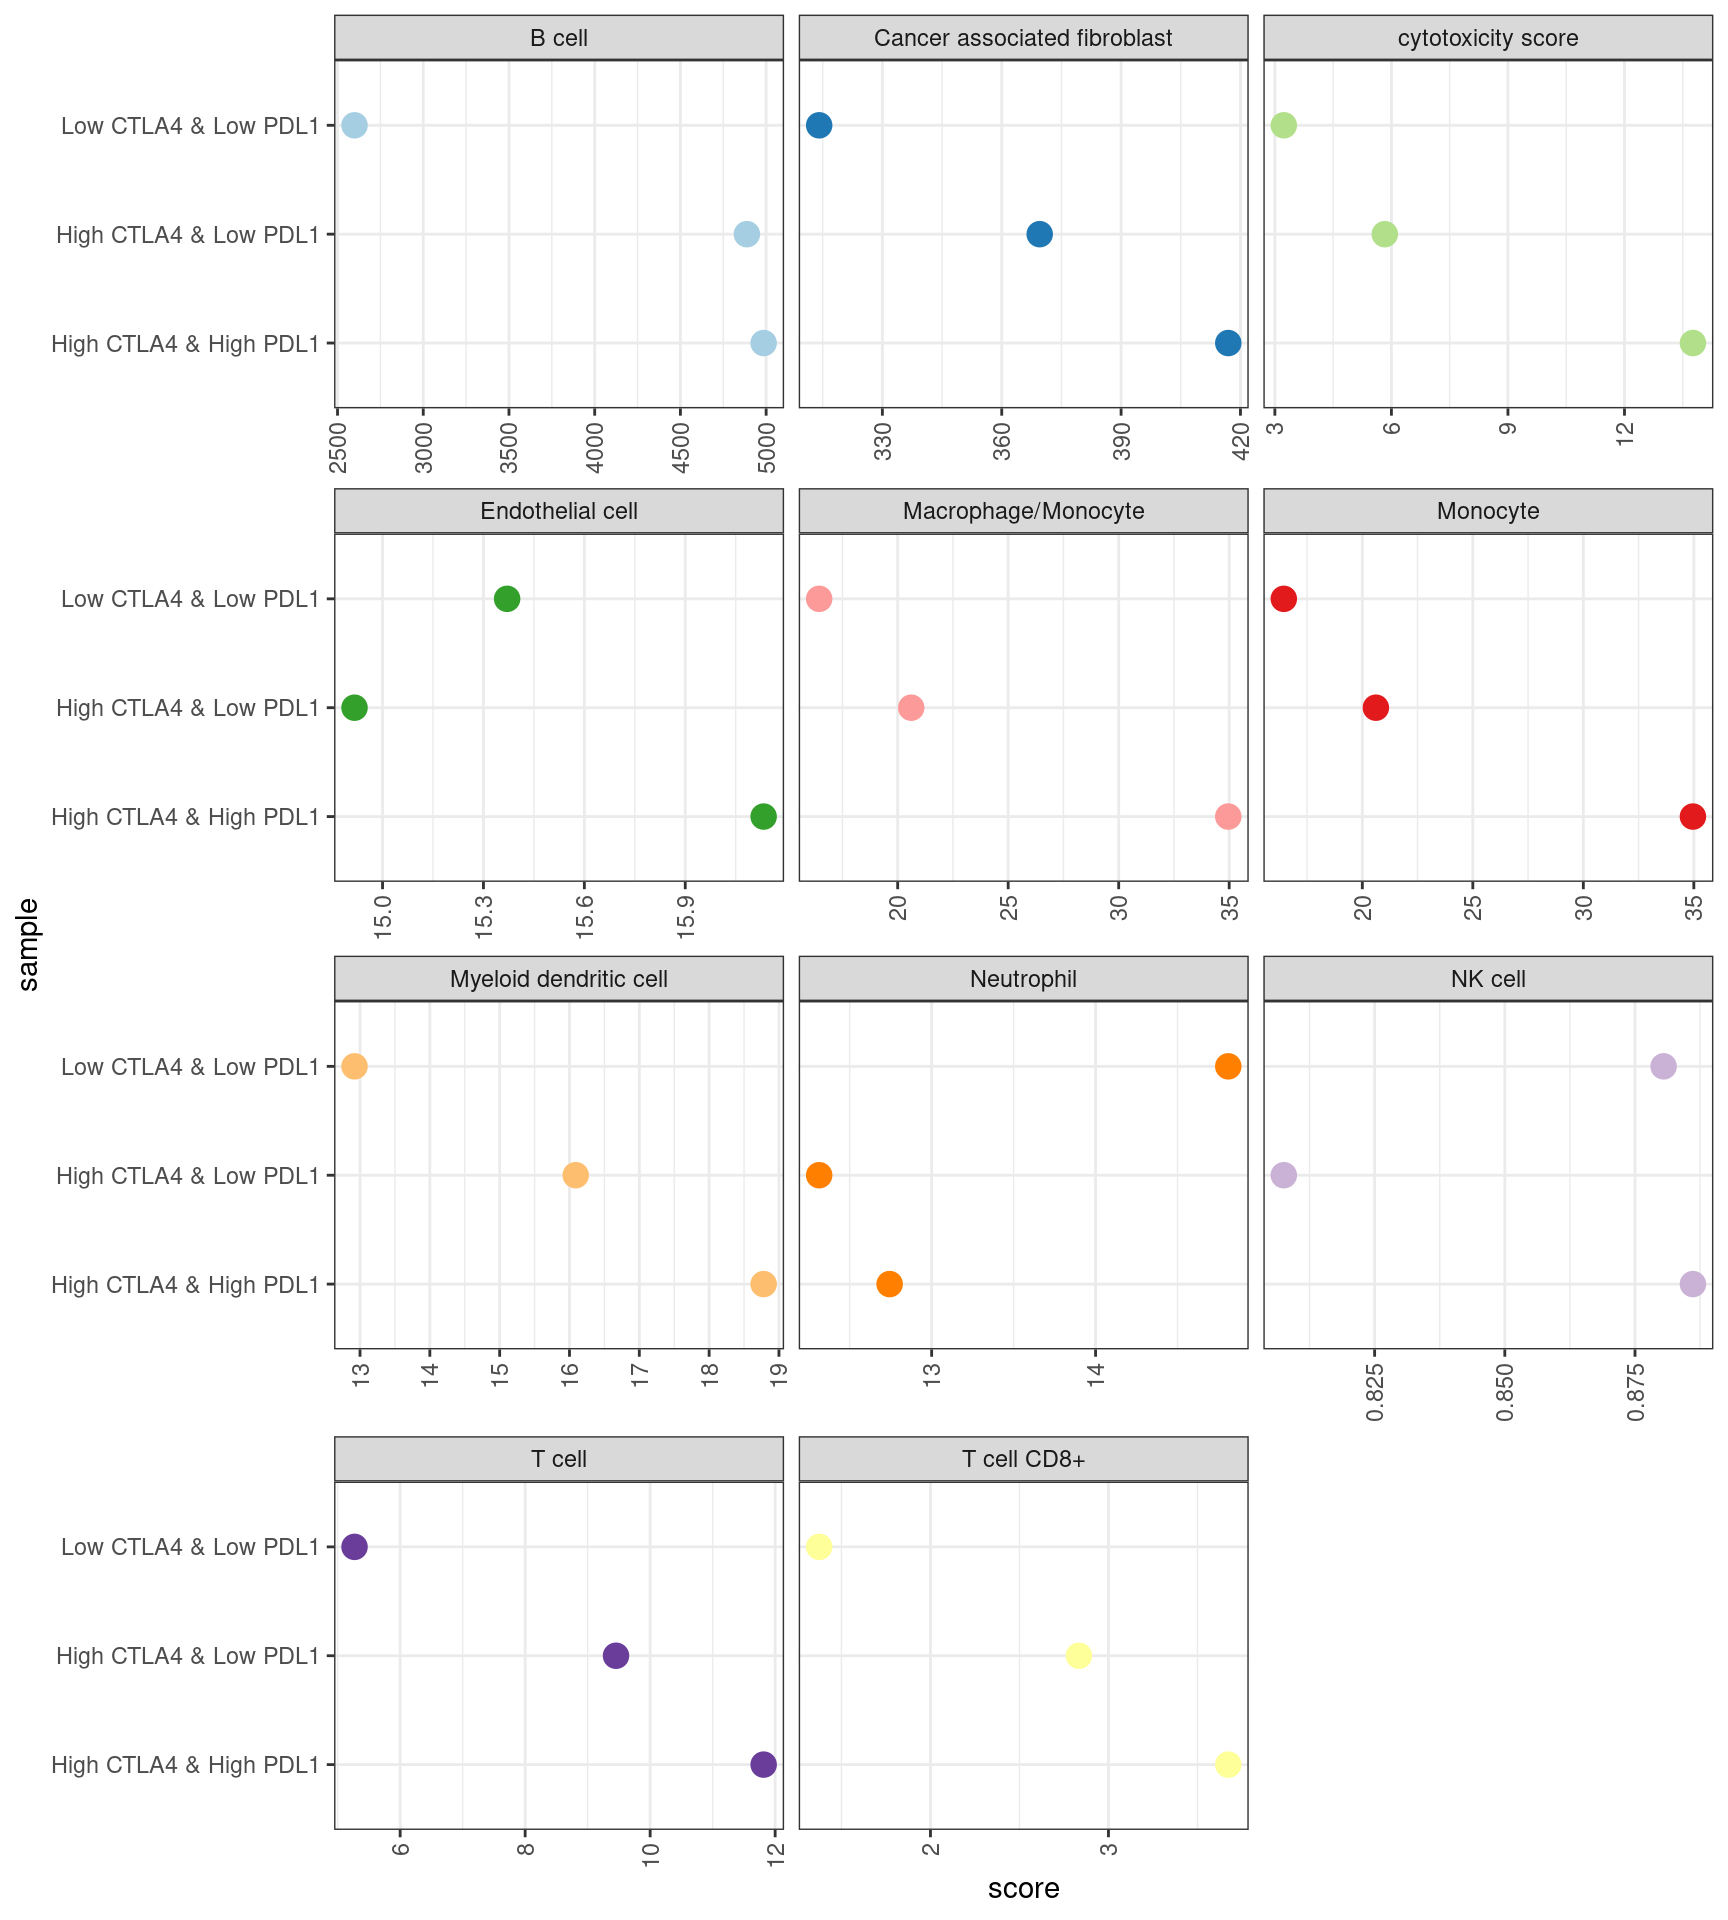 B cell
Cancer associated fibroblast
cytotoxicity score
Low CTLA4 & Low PDL1
High CTLA4 & Low PDL1
High CTLA4 & High PDL1
2500 3000 3500 4000 4500 5000
330 360 390 420
3 6 9 12
Endothelial cell
Macrophage/Monocyte
Monocyte
Low CTLA4 & Low PDL1
High CTLA4 & Low PDL1
High CTLA4 & High PDL1
15.0 15.3 15.6 15.9
20 25 30 35
20 25 30 35
sample
Myeloid dendritic cell
Neutrophil
NK cell
Low CTLA4 & Low PDL1
High CTLA4 & Low PDL1
High CTLA4 & High PDL1
13 14 15 16 17 18 19
13 14
0.825 0.850 0.875
T cell
T cell CD8+
Low CTLA4 & Low PDL1
High CTLA4 & Low PDL1
High CTLA4 & High PDL1
6 8 10 12
2 3
score